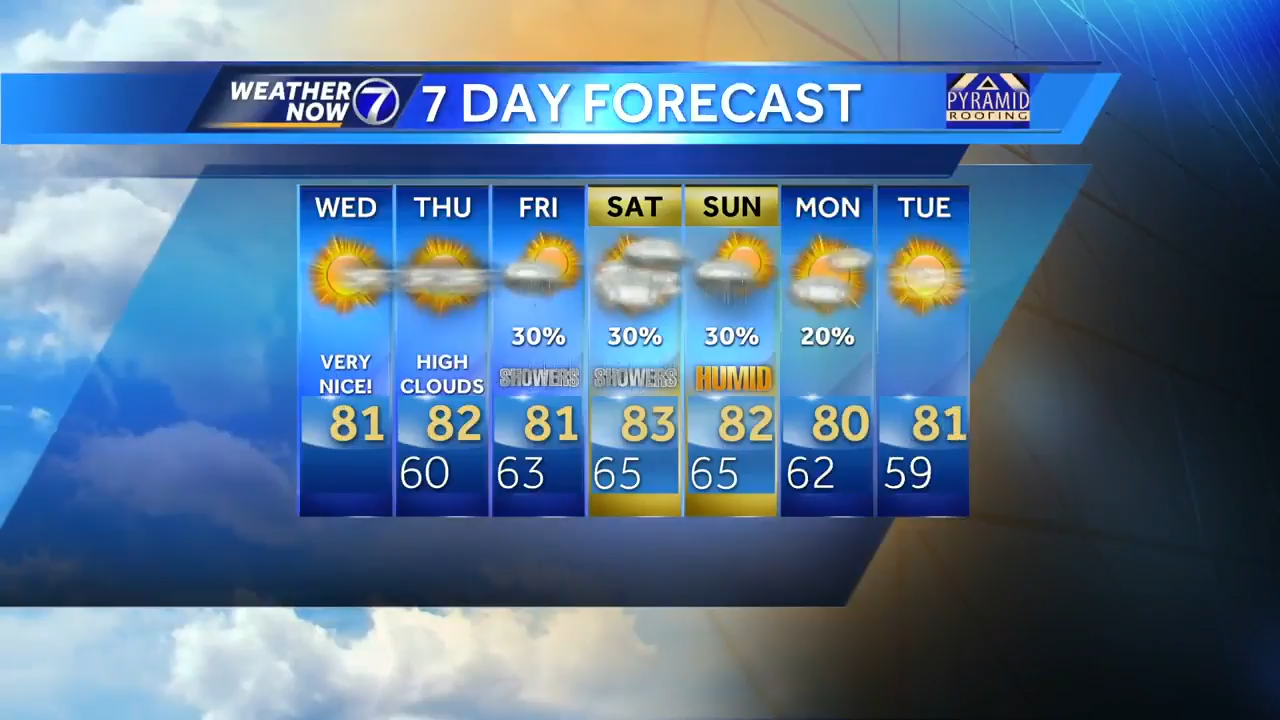 WEATHER
NOW 7
7 DAY FORECAST
PYRAMID
ROOFING
WED THU FRI SAT SUN MON TUE
30% 30% 30% 20%
VERY
NICE!
HIGH
CLOUDS
SHOWERS SHOWERS HUMID
81 82 81 83 82 80 81
60 63 65 65 62 59